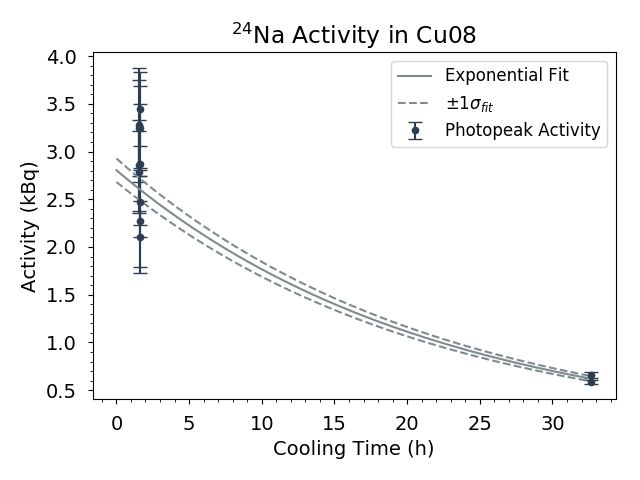 ²⁴Na Activity in Cu08
Exponential Fit
±1σ_fit
Photopeak Activity
Activity (kBq)
4.0
3.5
3.0
2.5
2.0
1.5
1.0
0.5
0 5 10 15 20 25 30
Cooling Time (h)